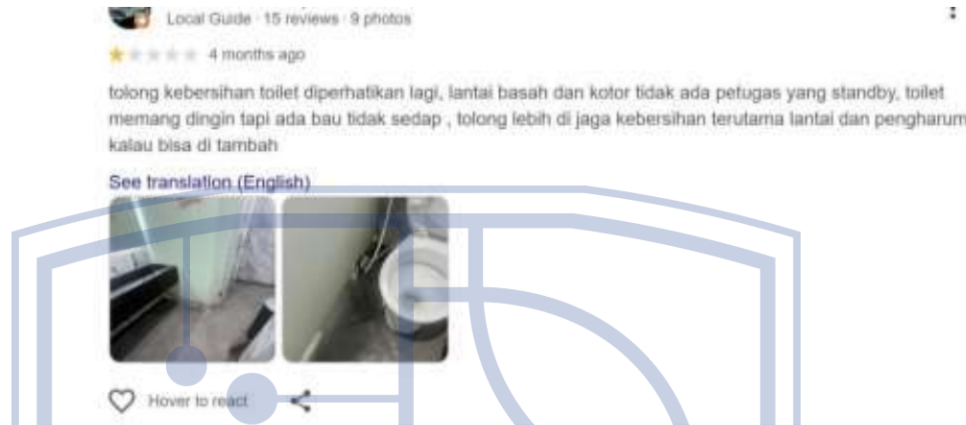 Local Guide · 15 reviews · 9 photos
4 months ago
tolong kebersihan toilet diperhatikan lagi, lantai basah dan kotor tidak ada petugas yang standby, toilet
memang dingin tapi ada bau tidak sedap , tolong lebih di jaga kebersihan terutama lantai dan pengharum
kalau bisa di tambah
See translation (English)
Hover to react